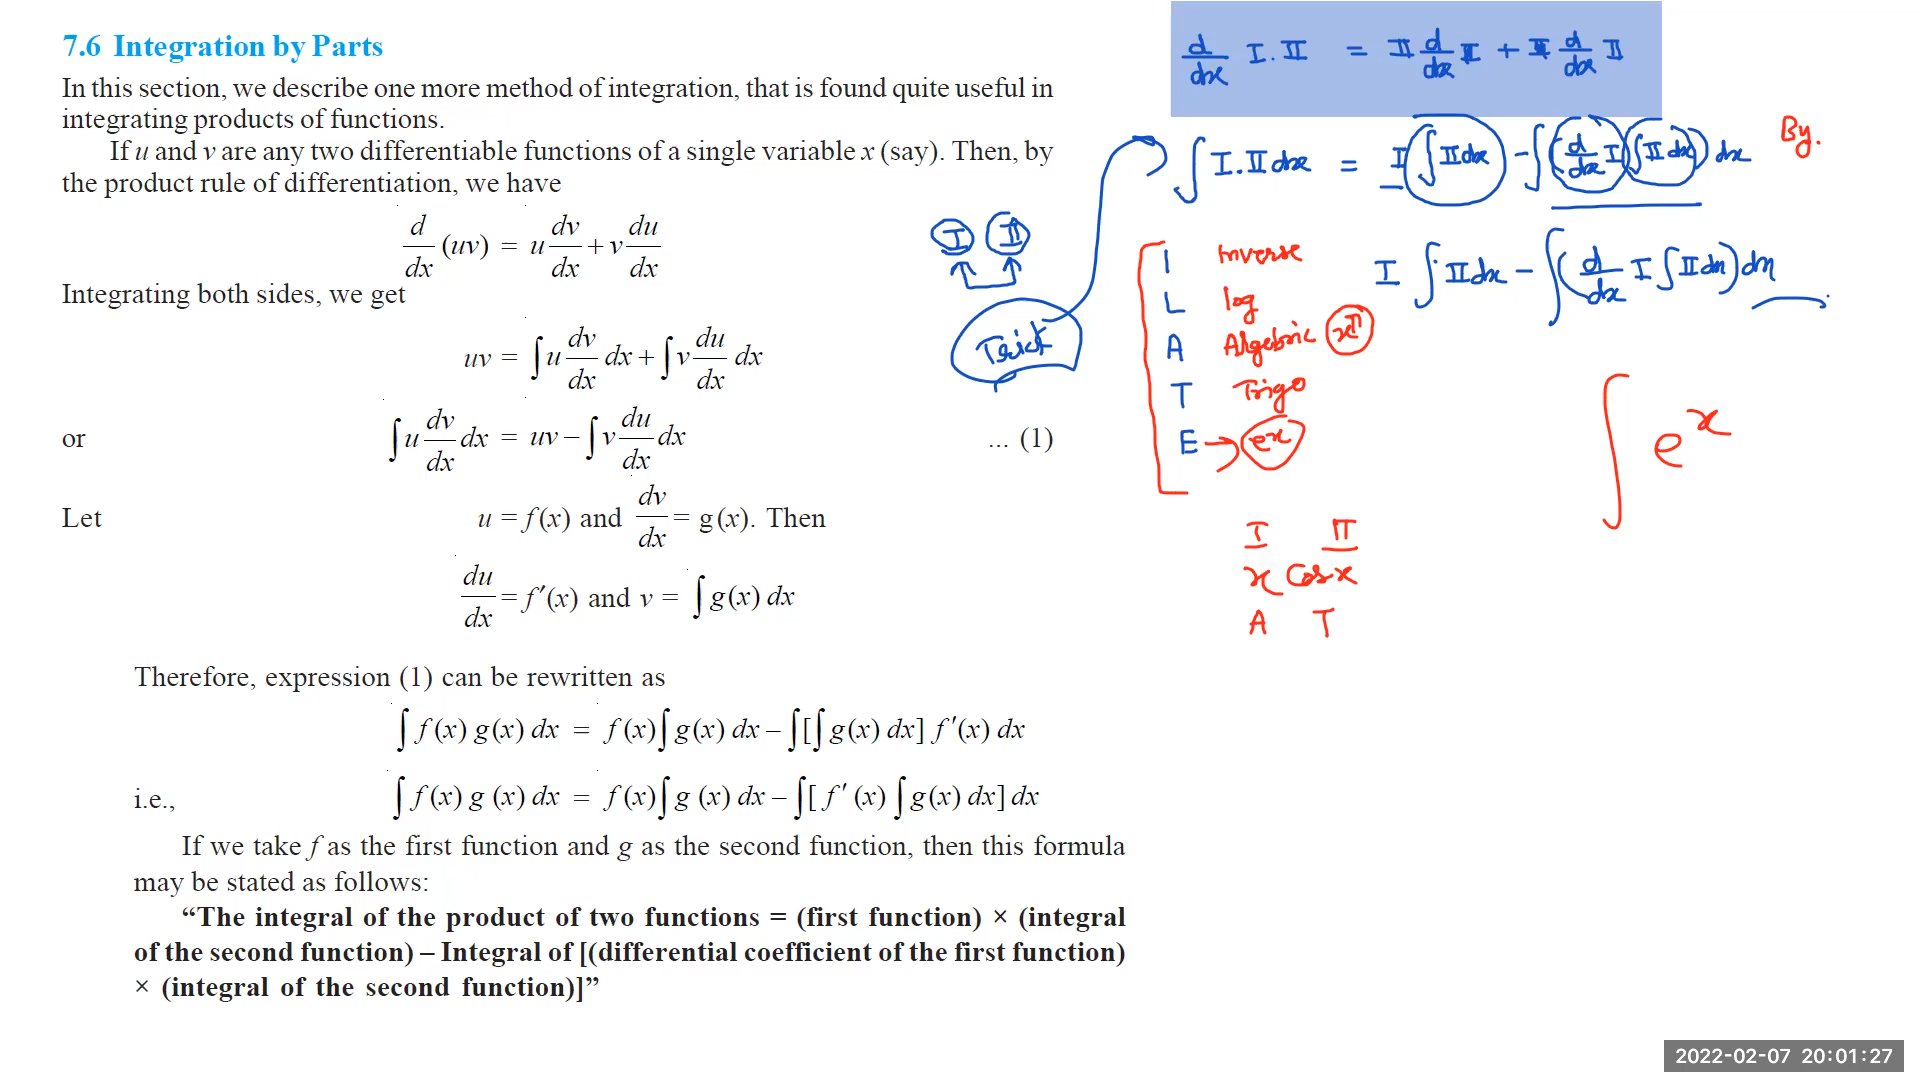 7.6 Integration by Parts
In this section, we describe one more method of integration, that is found quite useful in
integrating products of functions.
If u and v are any two differentiable functions of a single variable x (say). Then, by
the product rule of differentiation, we have
d/dx (uv) = u dv/dx + v du/dx
Integrating both sides, we get
uv = ∫ u dv/dx dx + ∫ v du/dx dx
or ∫ u dv/dx dx = uv – ∫ v du/dx dx ... (1)
Let u = f(x) and dv/dx = g(x). Then
du/dx = f′(x) and v = ∫ g(x) dx
Therefore, expression (1) can be rewritten as
∫ f(x) g(x) dx = f(x) ∫ g(x) dx – ∫ [∫ g(x) dx] f′(x) dx
i.e., ∫ f(x) g (x) dx = f(x) ∫ g (x) dx – ∫ [ f′ (x) ∫ g(x) dx] dx
If we take f as the first function and g as the second function, then this formula
may be stated as follows:
“The integral of the product of two functions = (first function) × (integral
of the second function) – Integral of [(differential coefficient of the first function)
× (integral of the second function)]”
d/dx I . II = II d/dx I + I d/dx II
∫ I . II dx = I ∫ II dx - ∫ (d/dx I ∫ II dx) dx By.
I II
I ∫ II dx - ∫ (d/dx I ∫ II dx) dx
I Inverse
L log
A Algebric
T Trigo
E → ex
∫ e^x
I II
x Cosx
A T
2022-02-07 20:01:27